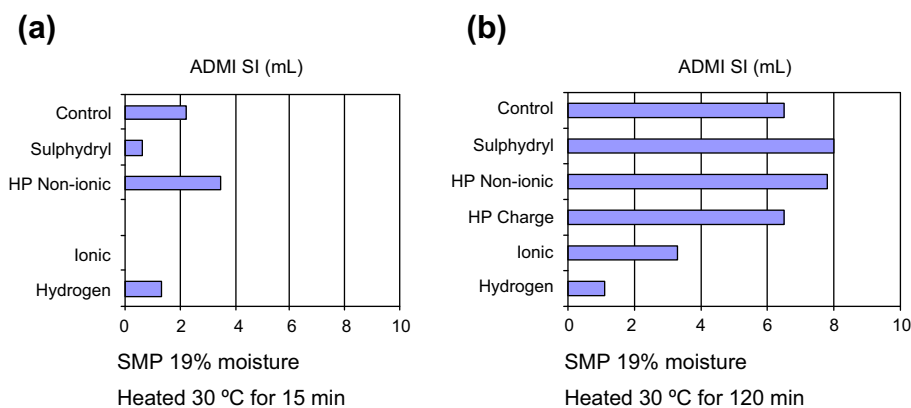 (a)
ADMI SI (mL)
Control
Sulphydryl
HP Non-ionic
Ionic
Hydrogen
0 2 4 6 8 10
SMP 19% moisture
Heated 30 ºC for 15 min
(b)
ADMI SI (mL)
Control
Sulphydryl
HP Non-ionic
HP Charge
Ionic
Hydrogen
0 2 4 6 8 10
SMP 19% moisture
Heated 30 ºC for 120 min